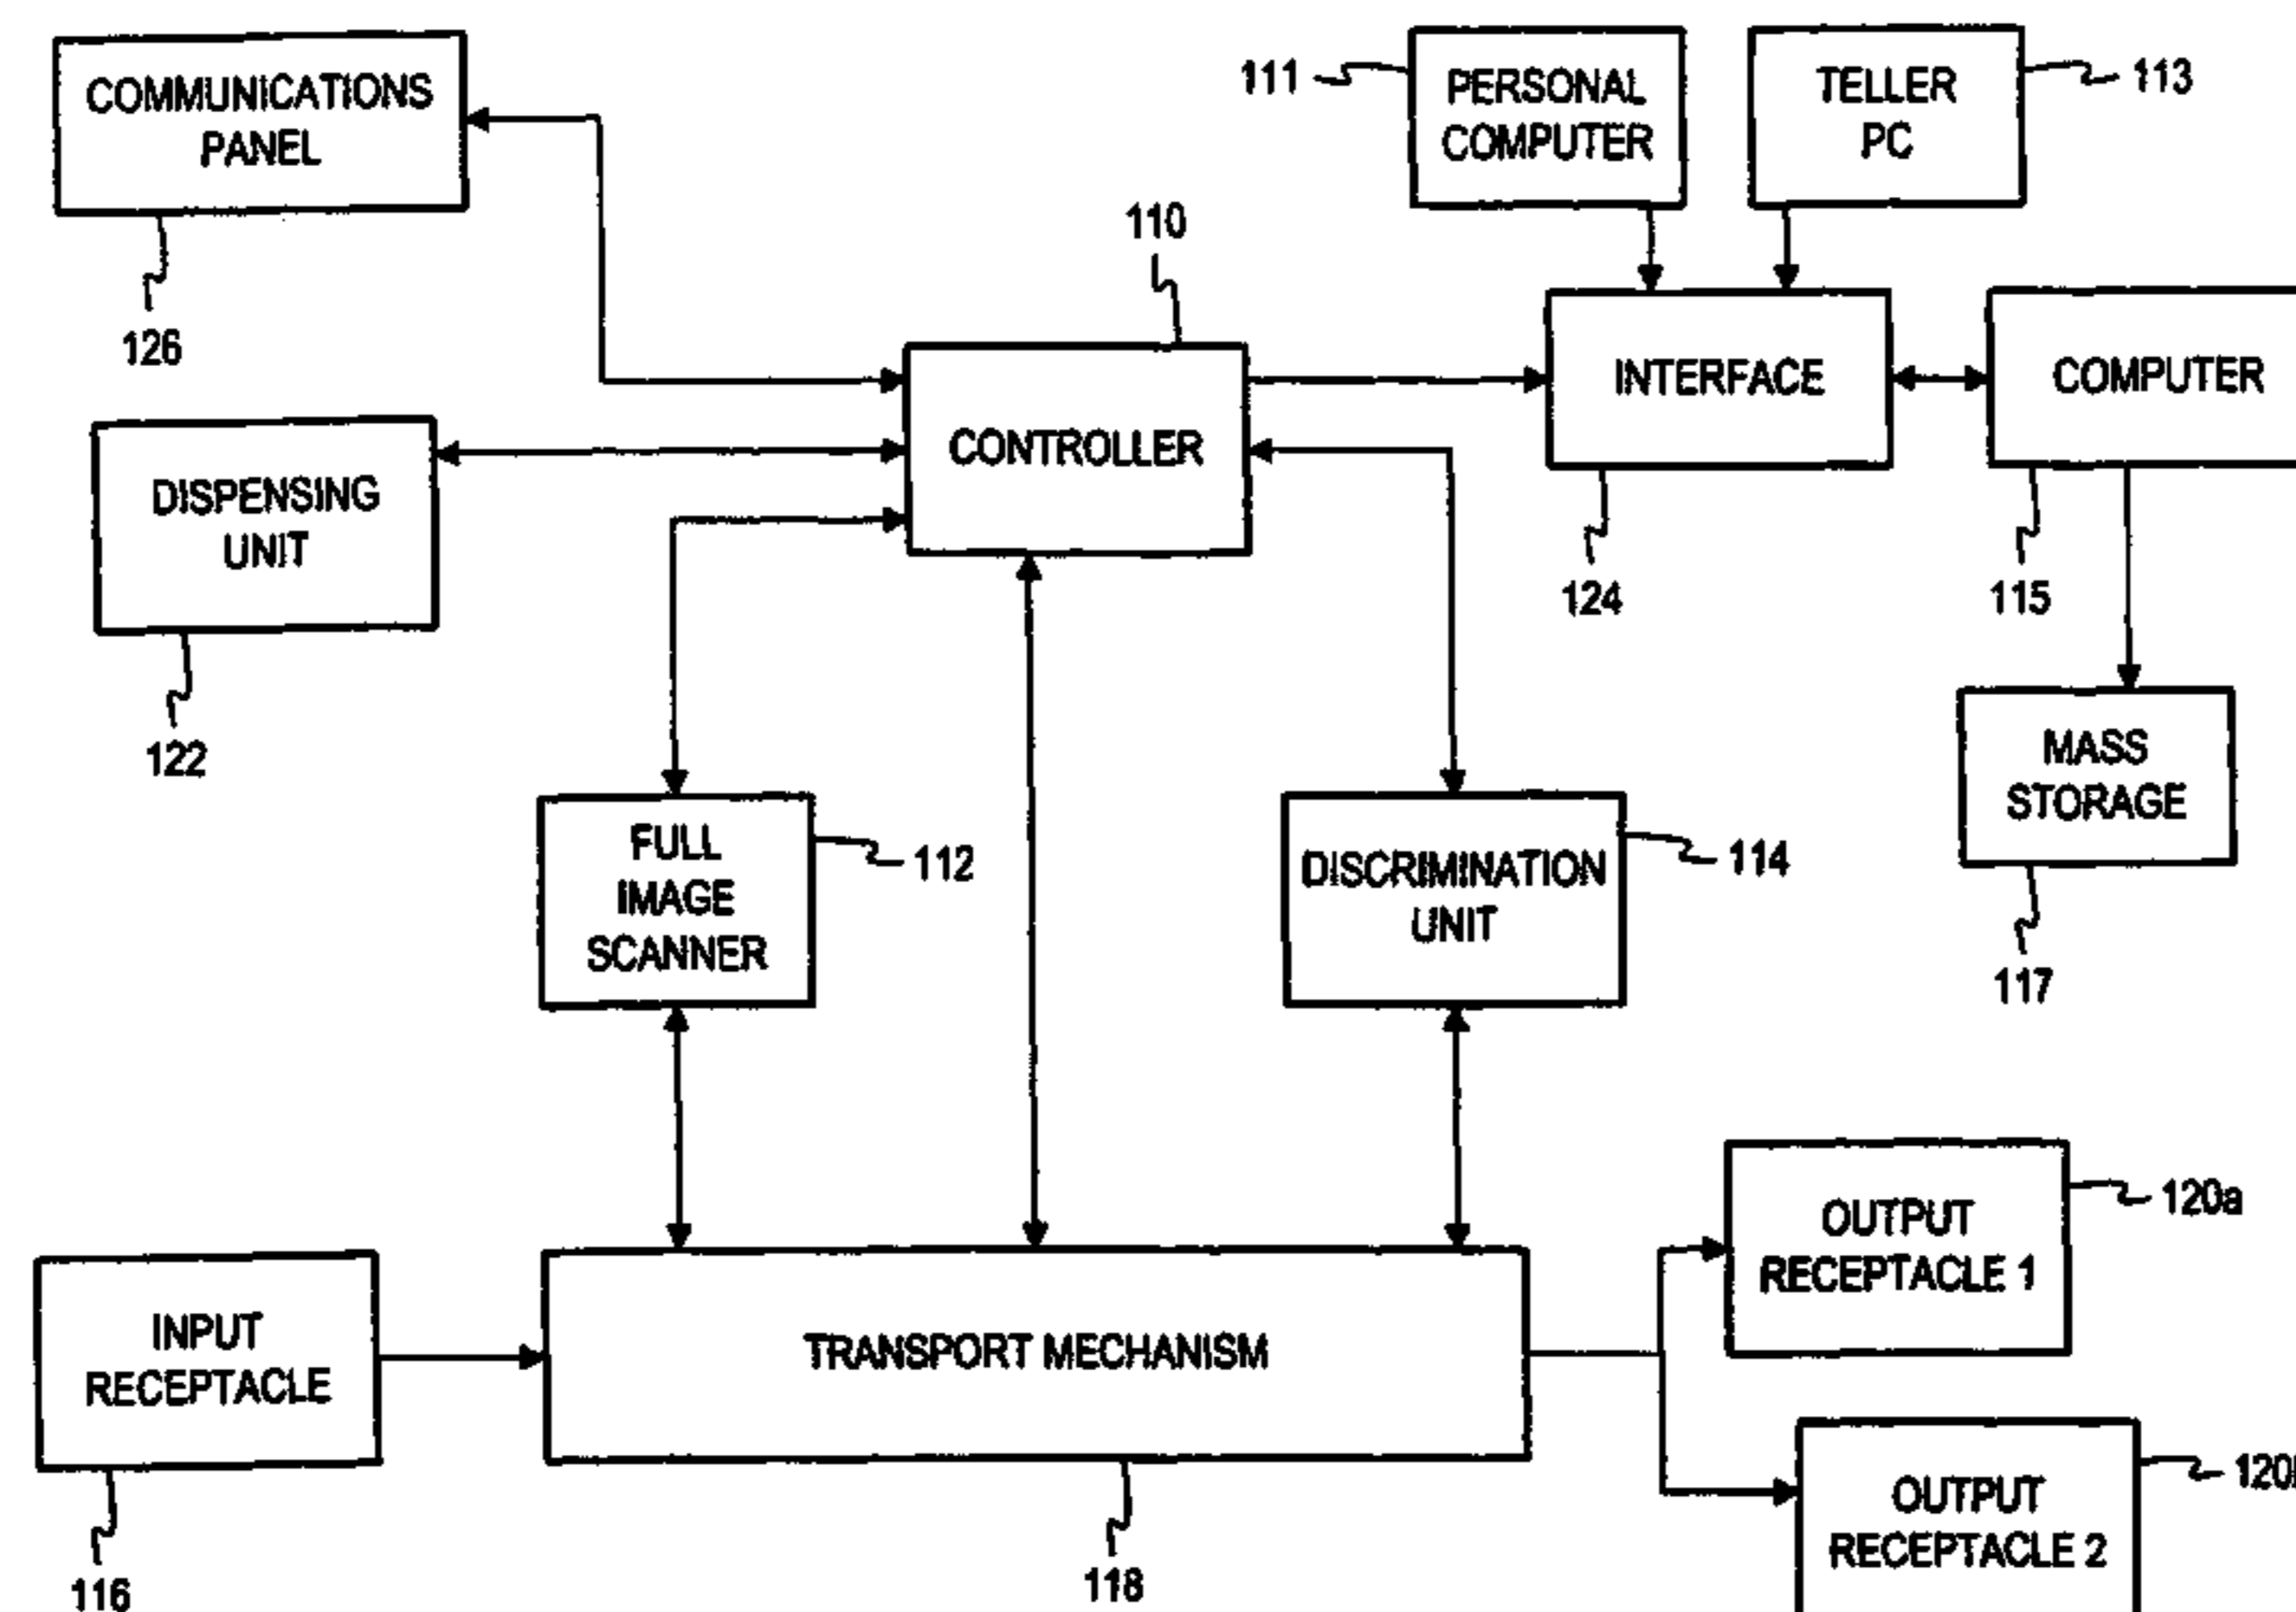 COMMUNICATIONS
PANEL
126
111
PERSONAL
COMPUTER
TELLER
PC
113
110
CONTROLLER
INTERFACE
124
COMPUTER
115
DISPENSING
UNIT
122
MASS
STORAGE
117
FULL
IMAGE
SCANNER
112
DISCRIMINATION
UNIT
114
INPUT
RECEPTACLE
116
TRANSPORT MECHANISM
118
OUTPUT
RECEPTACLE 1
120a
OUTPUT
RECEPTACLE 2